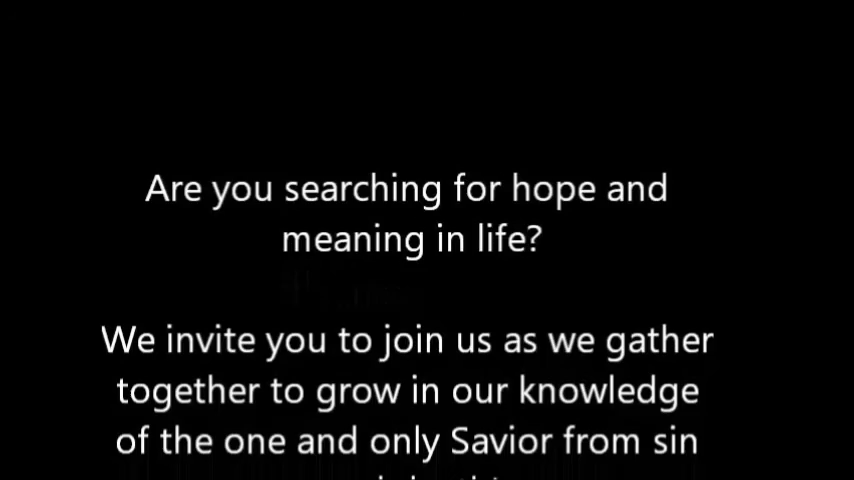 Are you searching for hope and
meaning in life?
We invite you to join us as we gather
together to grow in our knowledge
of the one and only Savior from sin